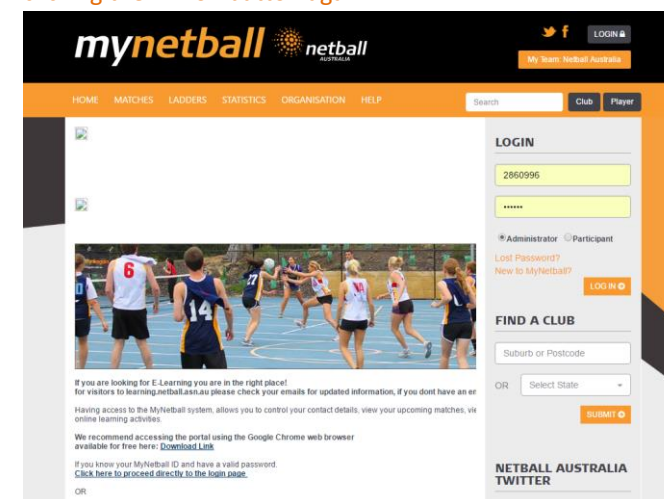 mynetball netball
AUSTRALIA
LOGIN
My Team: Netball Australia
HOME MATCHES LADDERS STATISTICS ORGANISATION HELP
Search Club Player
LOGIN
2860996
••••••
Administrator Participant
Lost Password?
New to MyNetball?
LOG IN
FIND A CLUB
Suburb or Postcode
OR Select State
SUBMIT
6
14
If you are looking for E-Learning you are in the right place!
for visitors to learning.netball.asn.au please check your emails for updated information, if you dont have an en
Having access to the MyNetball system, allows you to control your contact details, view your upcoming matches, vie
online learning activities.
We recommend accessing the portal using the Google Chrome web browser
available for free here: Download Link
If you know your MyNetball ID and have a valid password.
Click here to proceed directly to the login page
OR
NETBALL AUSTRALIA
TWITTER